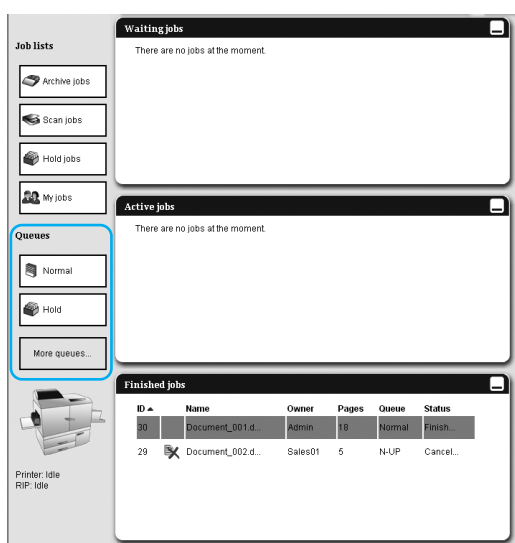 Job lists
Archive jobs
Scan jobs
Hold jobs
My jobs
Queues
Normal
Hold
More queues...
Printer: Idle
RIP: Idle
Waiting jobs
There are no jobs at the moment.
Active jobs
There are no jobs at the moment.
Finished jobs
ID Name Owner Pages Queue Status
30 Document_001.d... Admin 18 Normal Finish...
29 Document_002.d... Sales01 5 N-UP Cancel...